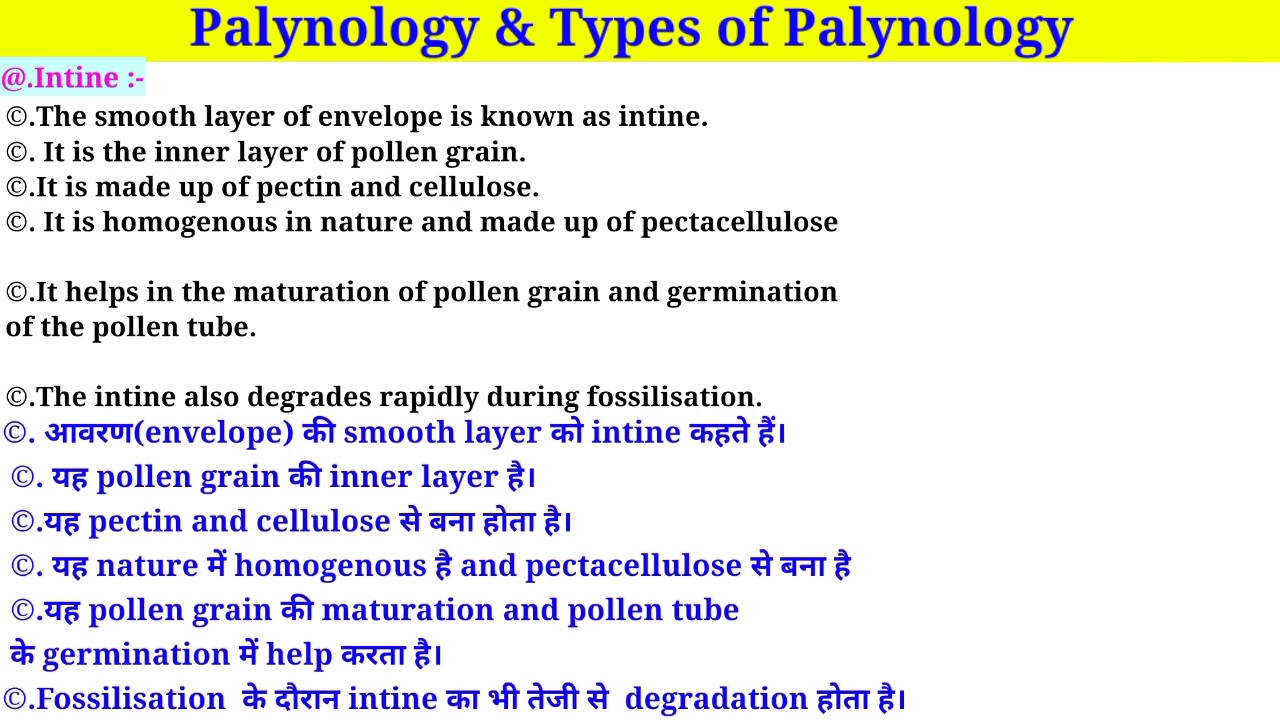 Palynology & Types of Palynology
@.Intine :-
©.The smooth layer of envelope is known as intine.
©. It is the inner layer of pollen grain.
©.It is made up of pectin and cellulose.
©. It is homogenous in nature and made up of pectacellulose
©.It helps in the maturation of pollen grain and germination
of the pollen tube.
©.The intine also degrades rapidly during fossilisation.
©. आवरण(envelope) की smooth layer को intine कहते हैं।
©. यह pollen grain की inner layer है।
©.यह pectin and cellulose से बना होता है।
©. यह nature में homogenous है and pectacellulose से बना है
©.यह pollen grain की maturation and pollen tube
के germination में help करता है।
©.Fossilisation के दौरान intine का भी तेजी से degradation होता है।